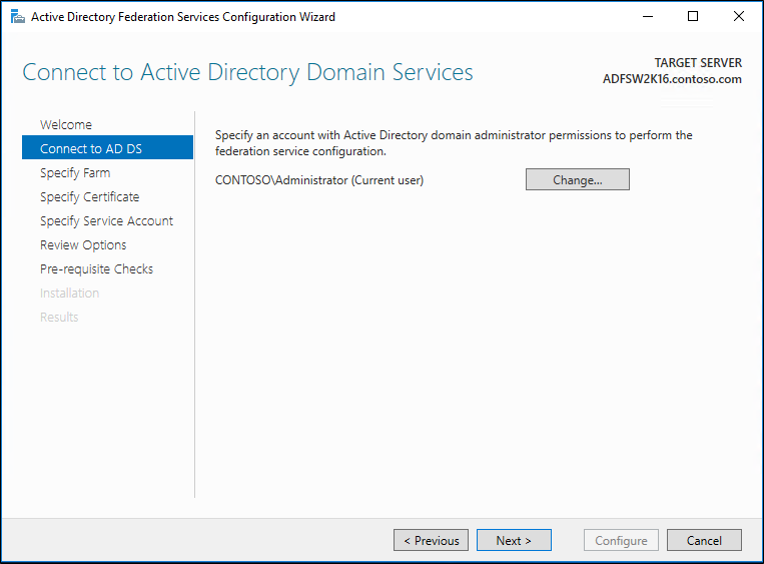 Active Directory Federation Services Configuration Wizard
Connect to Active Directory Domain Services
TARGET SERVER
ADFSW2K16.contoso.com
Welcome
Connect to AD DS
Specify Farm
Specify Certificate
Specify Service Account
Review Options
Pre-requisite Checks
Installation
Results
Specify an account with Active Directory domain administrator permissions to perform the
federation service configuration.
CONTOSO\Administrator (Current user)
Change...
< Previous
Next >
Configure
Cancel